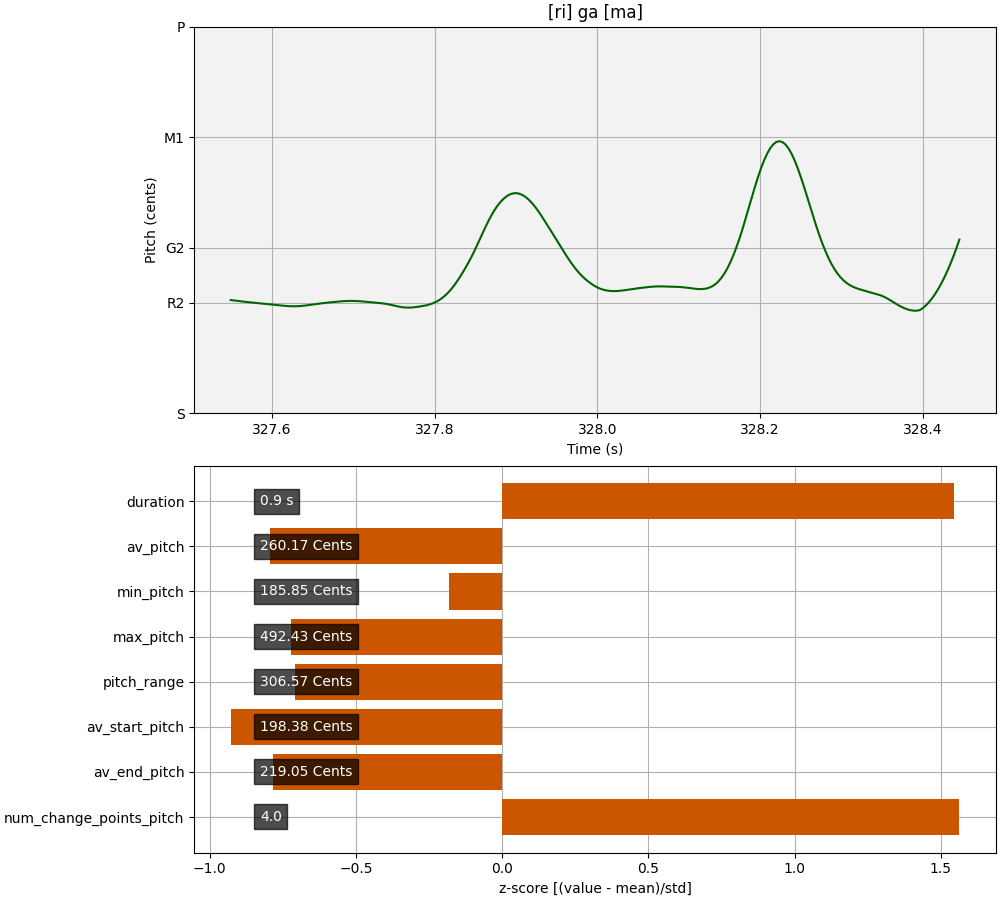 [ri] ga [ma]
P
M1
G2
R2
S
Pitch (cents)
327.6 327.8 328.0 328.2 328.4
Time (s)
duration 0.9 s
av_pitch 260.17 Cents
min_pitch 185.85 Cents
max_pitch 492.43 Cents
pitch_range 306.57 Cents
av_start_pitch 198.38 Cents
av_end_pitch 219.05 Cents
num_change_points_pitch 4.0
−1.0 −0.5 0.0 0.5 1.0 1.5
z-score [(value - mean)/std]